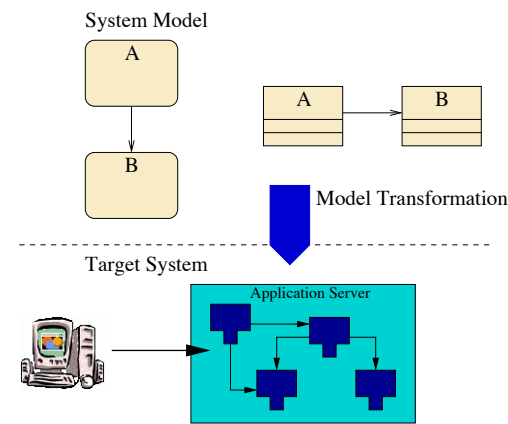 System Model
A
A
B
B
Model Transformation
Target System
Application Server